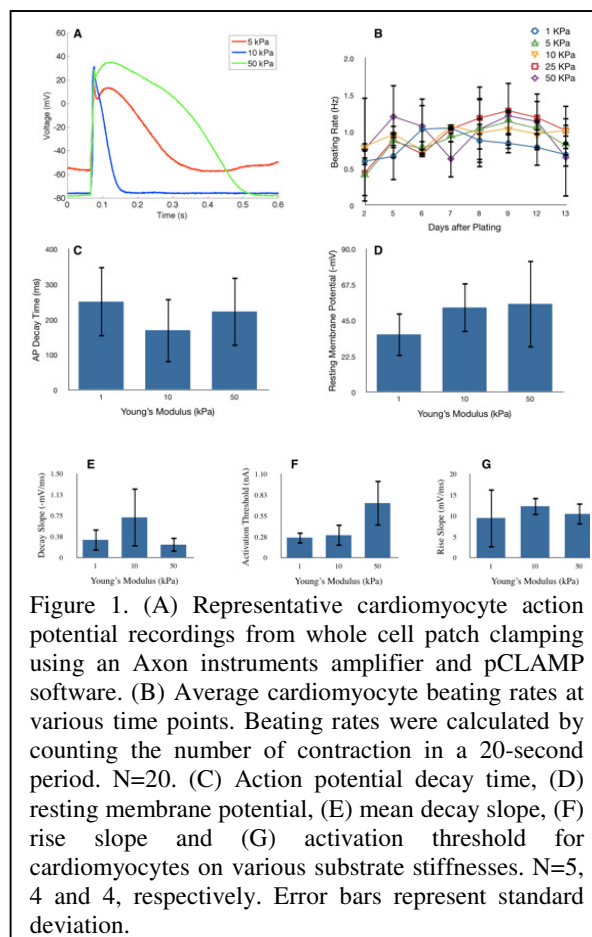 A
60
40
20
0
-20
-40
-60
-80
Voltage (mV)
0 0.1 0.2 0.3 0.4 0.5 0.6
Time (s)
5 kPa
10 kPa
50 kPa
B
1 KPa
5 KPa
10 KPa
25 KPa
50 KPa
2.0
1.5
1.0
0.5
0
Beating Rate (Hz)
2 5 6 7 8 9 12 13
Days after Plating
C
400
300
200
100
0
AP Decay Time (ms)
1 10 50
Young's Modulus (kPa)
D
90.0
67.5
45.0
22.5
0
Resting Membrane Potential (-mV)
1 10 50
Young's Modulus (kPa)
E
1.50
1.13
0.75
0.38
0
Decay Slope (-mV/ms)
1 10 50
Young's Modulus (kPa)
F
1.10
0.83
0.55
0.28
0
Activation Threshold (nA)
1 10 50
Young's Modulus (kPa)
G
20
15
10
5
0
Rise Slope (mV/ms)
1 10 50
Young's Modulus (kPa)
Figure 1. (A) Representative cardiomyocyte action
potential recordings from whole cell patch clamping
using an Axon instruments amplifier and pCLAMP
software. (B) Average cardiomyocyte beating rates at
various time points. Beating rates were calculated by
counting the number of contraction in a 20-second
period. N=20. (C) Action potential decay time, (D)
resting membrane potential, (E) mean decay slope, (F)
rise slope and (G) activation threshold for
cardiomyocytes on various substrate stiffnesses. N=5,
4 and 4, respectively. Error bars represent standard
deviation.